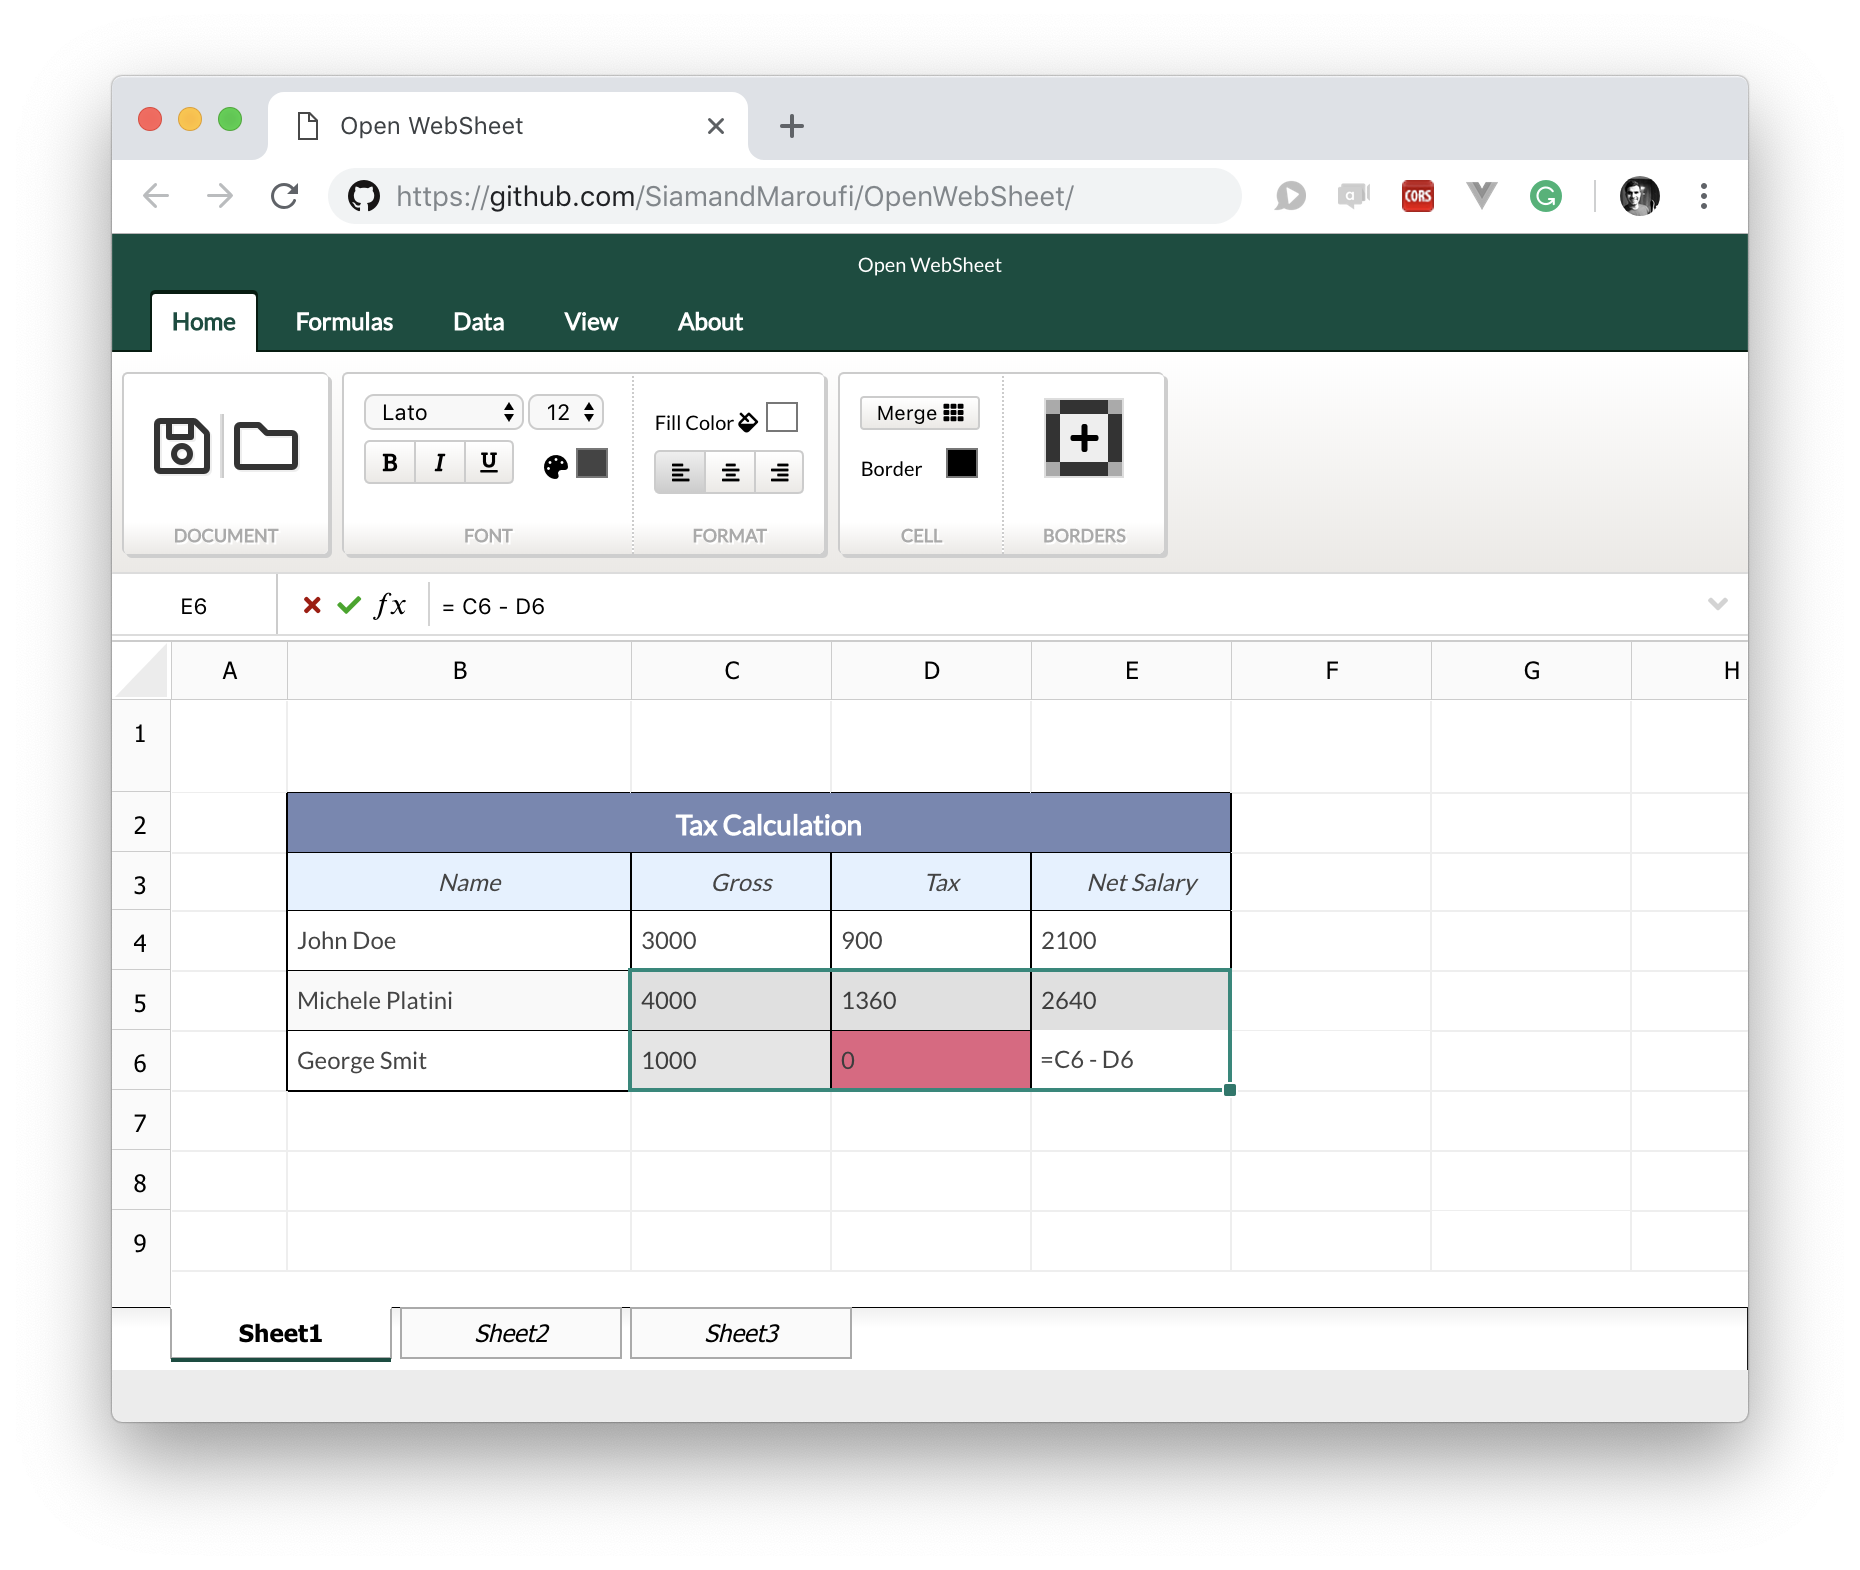 Open WebSheet
https://github.com/SiamandMaroufi/OpenWebSheet/
CORS
Open WebSheet
Home Formulas Data View About
Lato 12 Fill Color Merge
B I U Border
DOCUMENT FONT FORMAT CELL BORDERS
E6 fx = C6 - D6
A B C D E F G H
1
2 Tax Calculation
3 Name Gross Tax Net Salary
4 John Doe 3000 900 2100
5 Michele Platini 4000 1360 2640
6 George Smit 1000 0 =C6 - D6
7
8
9
Sheet1 Sheet2 Sheet3